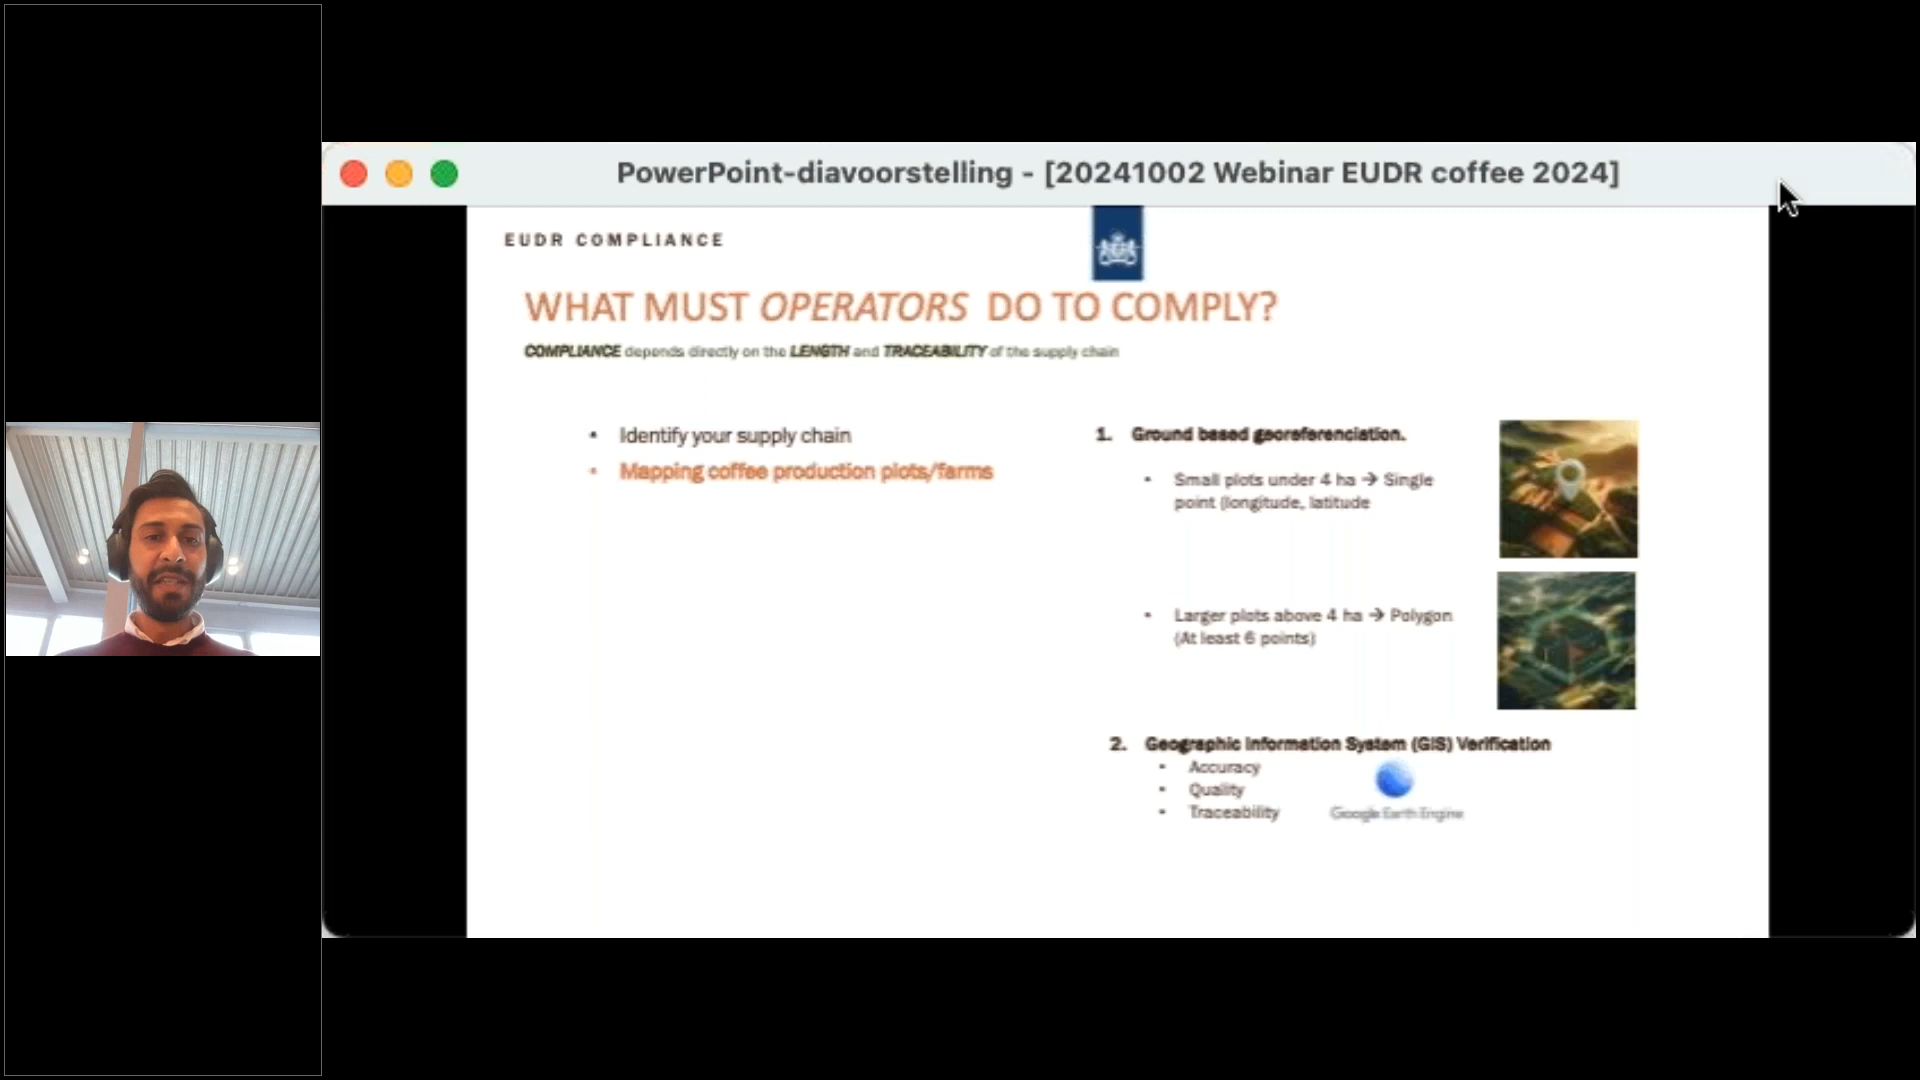 PowerPoint-diavoorstelling - [20241002 Webinar EUDR coffee 2024]
EUDR COMPLIANCE
WHAT MUST OPERATORS DO TO COMPLY?
COMPLIANCE depends directly on the LENGTH and TRACEABILITY of the supply chain
• Identify your supply chain
• Mapping coffee production plots/farms
1. Ground based georeferenciation.
• Small plots under 4 ha → Single
point (longitude, latitude
• Larger plots above 4 ha → Polygon
(At least 6 points)
2. Geographic Information System (GIS) Verification
• Accuracy
• Quality
• Traceability
Google Earth Engine